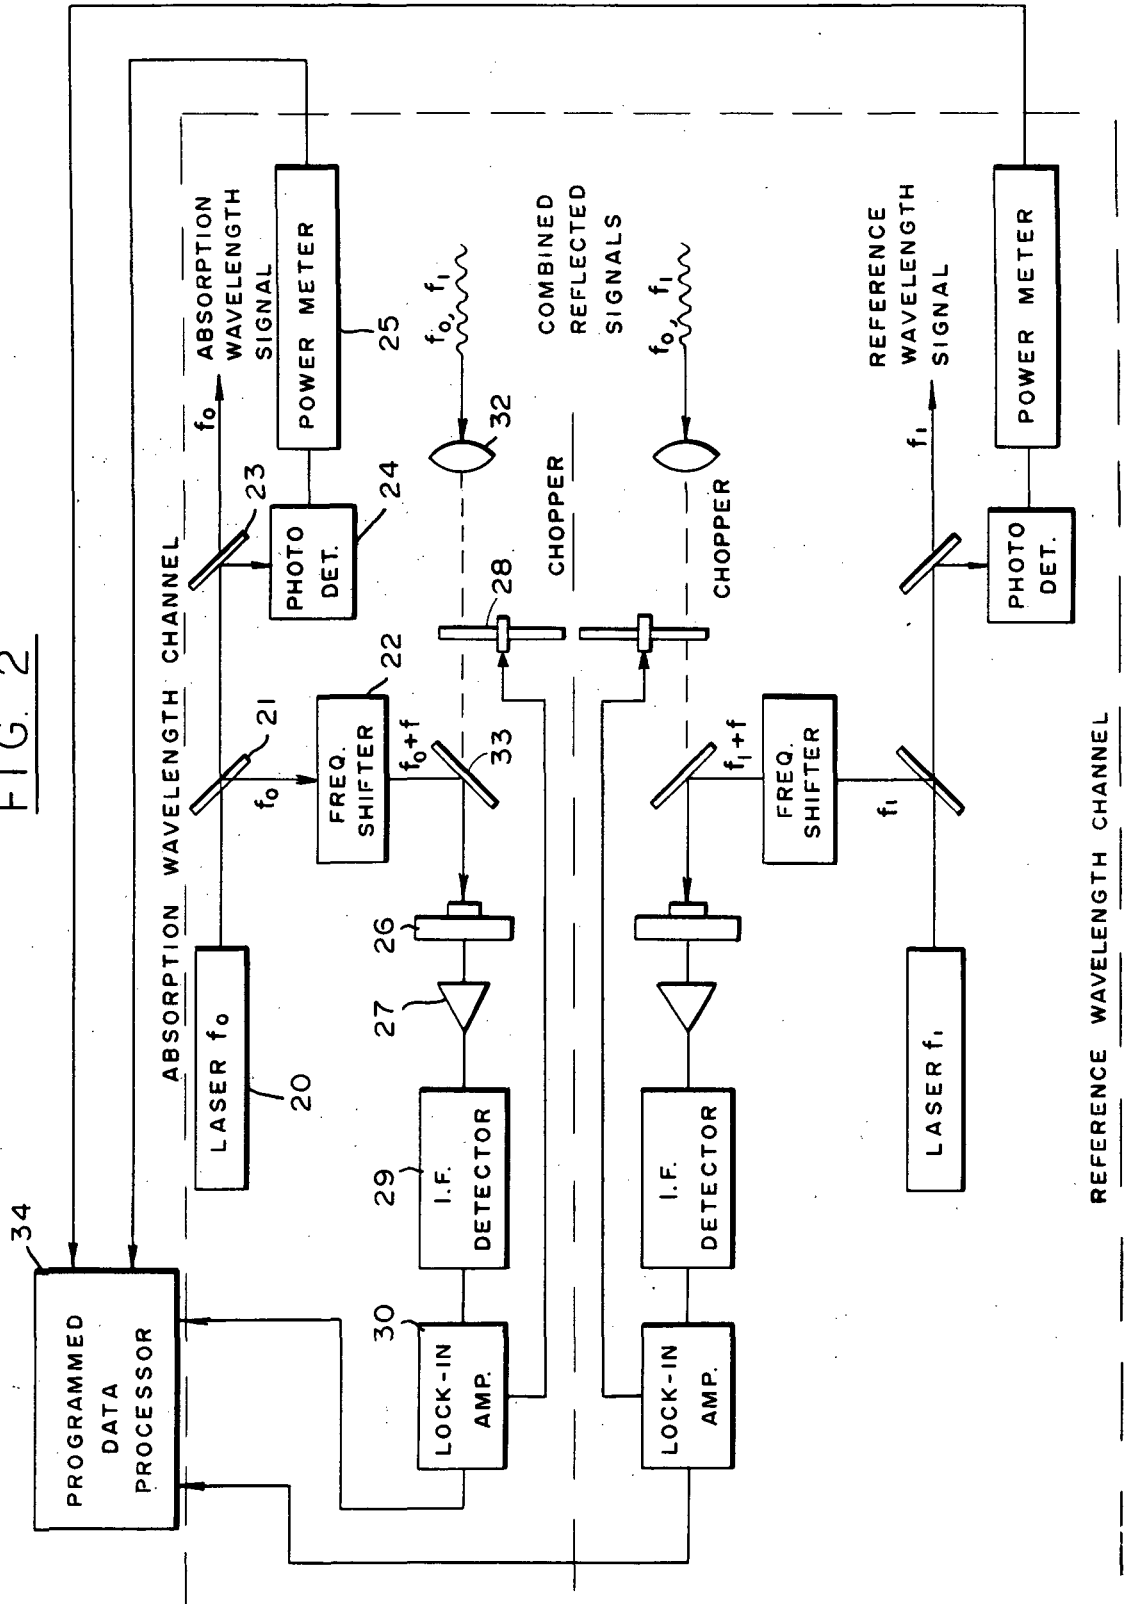 FIG. 2
34
PROGRAMMED
DATA
PROCESSOR
ABSORPTION WAVELENGTH CHANNEL
LASER f0
20
21
f0
FREQ.
SHIFTER
22
f0+f
33
23
f0
ABSORPTION
WAVELENGTH
SIGNAL
PHOTO
DET.
24
POWER METER
25
LOCK-IN
AMP.
30
I.F.
DETECTOR
29
27
26
28
CHOPPER
32
f0, f1
COMBINED
REFLECTED
SIGNALS
LOCK-IN
AMP.
I.F.
DETECTOR
CHOPPER
f0, f1
f1+f
FREQ.
SHIFTER
f1
LASER f1
f1
REFERENCE
WAVELENGTH
SIGNAL
PHOTO
DET.
POWER METER
REFERENCE WAVELENGTH CHANNEL